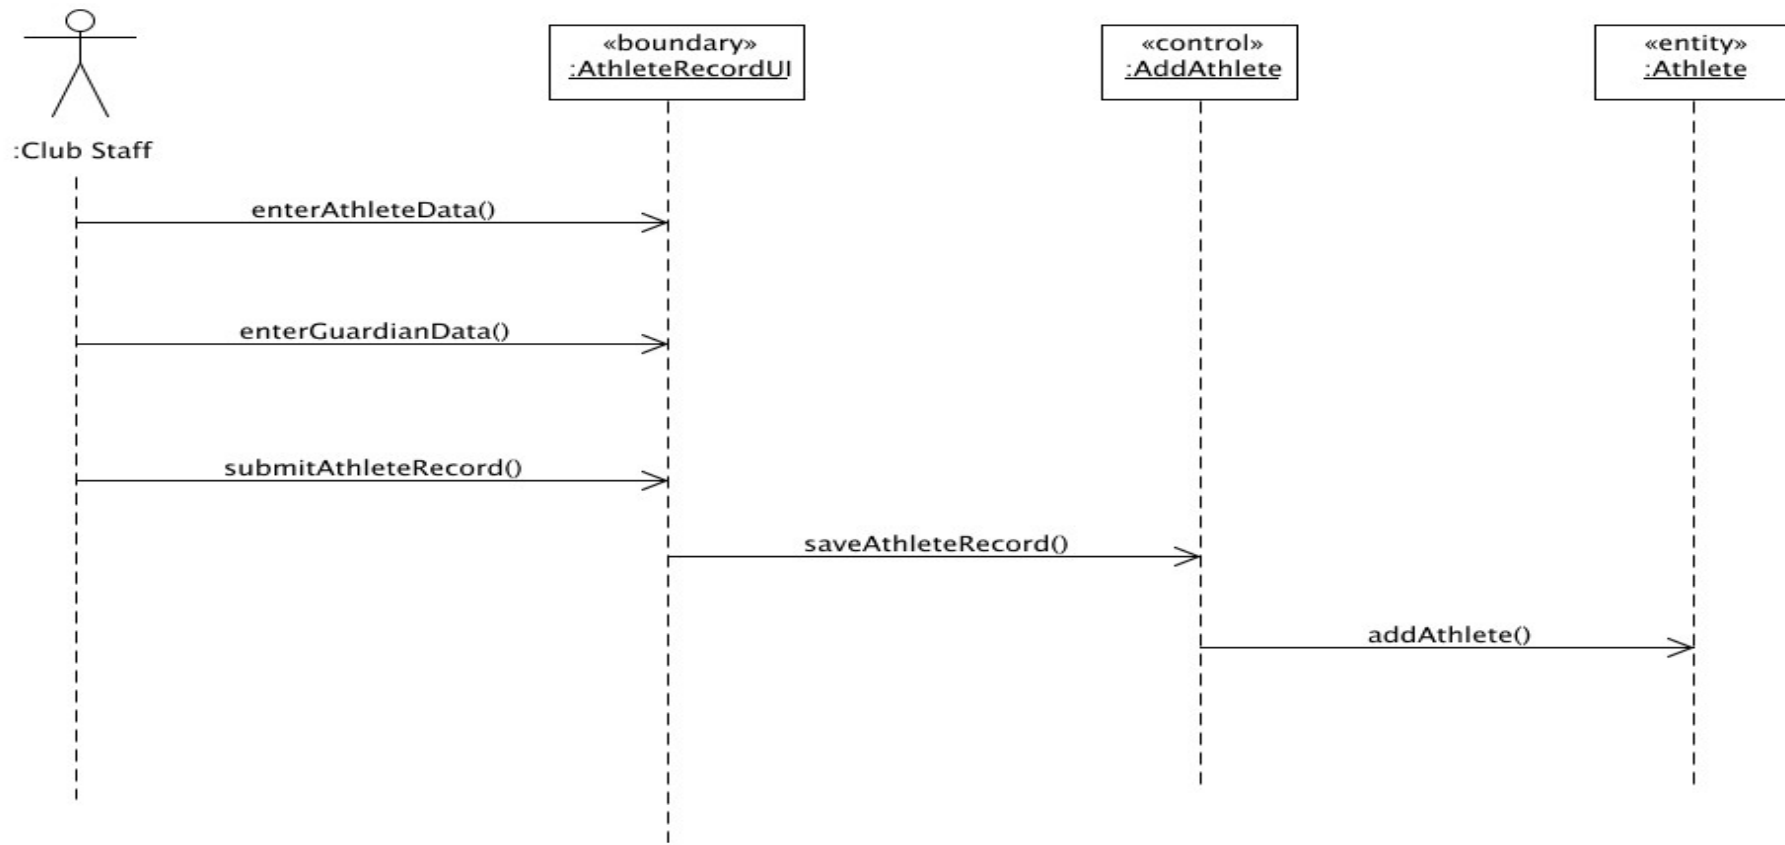 «boundary»
:AthleteRecordUI
«control»
:AddAthlete
«entity»
:Athlete
:Club Staff
enterAthleteData()
enterGuardianData()
submitAthleteRecord()
saveAthleteRecord()
addAthlete()